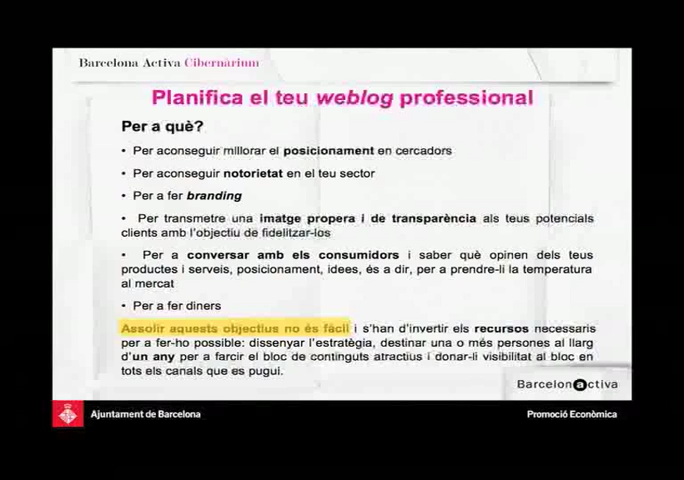 Barcelona Activa Cibernàrium
Planifica el teu weblog professional
Per a què?
• Per aconseguir millorar el posicionament en cercadors
• Per aconseguir notorietat en el teu sector
• Per a fer branding
• Per transmetre una imatge propera i de transparència als teus potencials
clients amb l'objectiu de fidelitzar-los
• Per a conversar amb els consumidors i saber què opinen dels teus
productes i serveis, posicionament, idees, és a dir, per a prendre-li la temperatura
al mercat
• Per a fer diners
Assolir aquests objectius no és fàcil i s'han d'invertir els recursos necessaris
per a fer-ho possible: dissenyar l'estratègia, destinar una o més persones al llarg
d'un any per a farcir el bloc de continguts atractius i donar-li visibilitat al bloc en
tots els canals que es pugui.
Barcelonactiva
Ajuntament de Barcelona
Promoció Econòmica